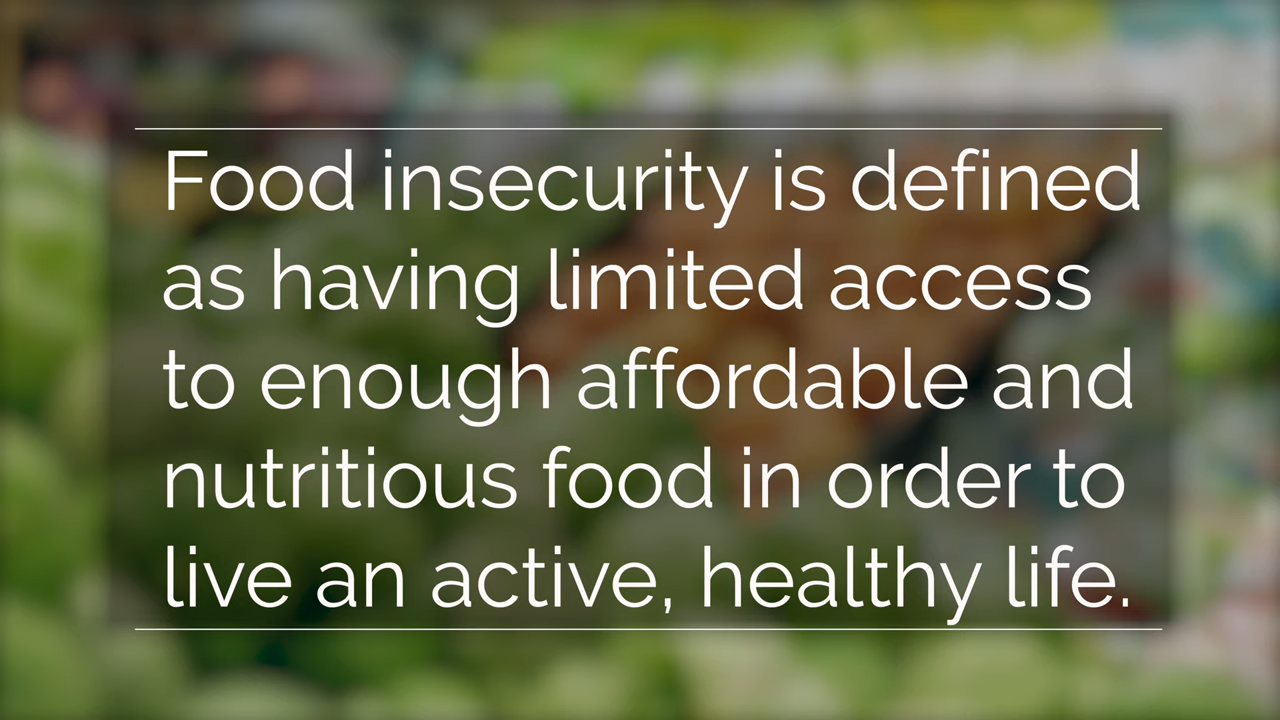 Food insecurity is defined
as having limited access
to enough affordable and
nutritious food in order to
live an active, healthy life.